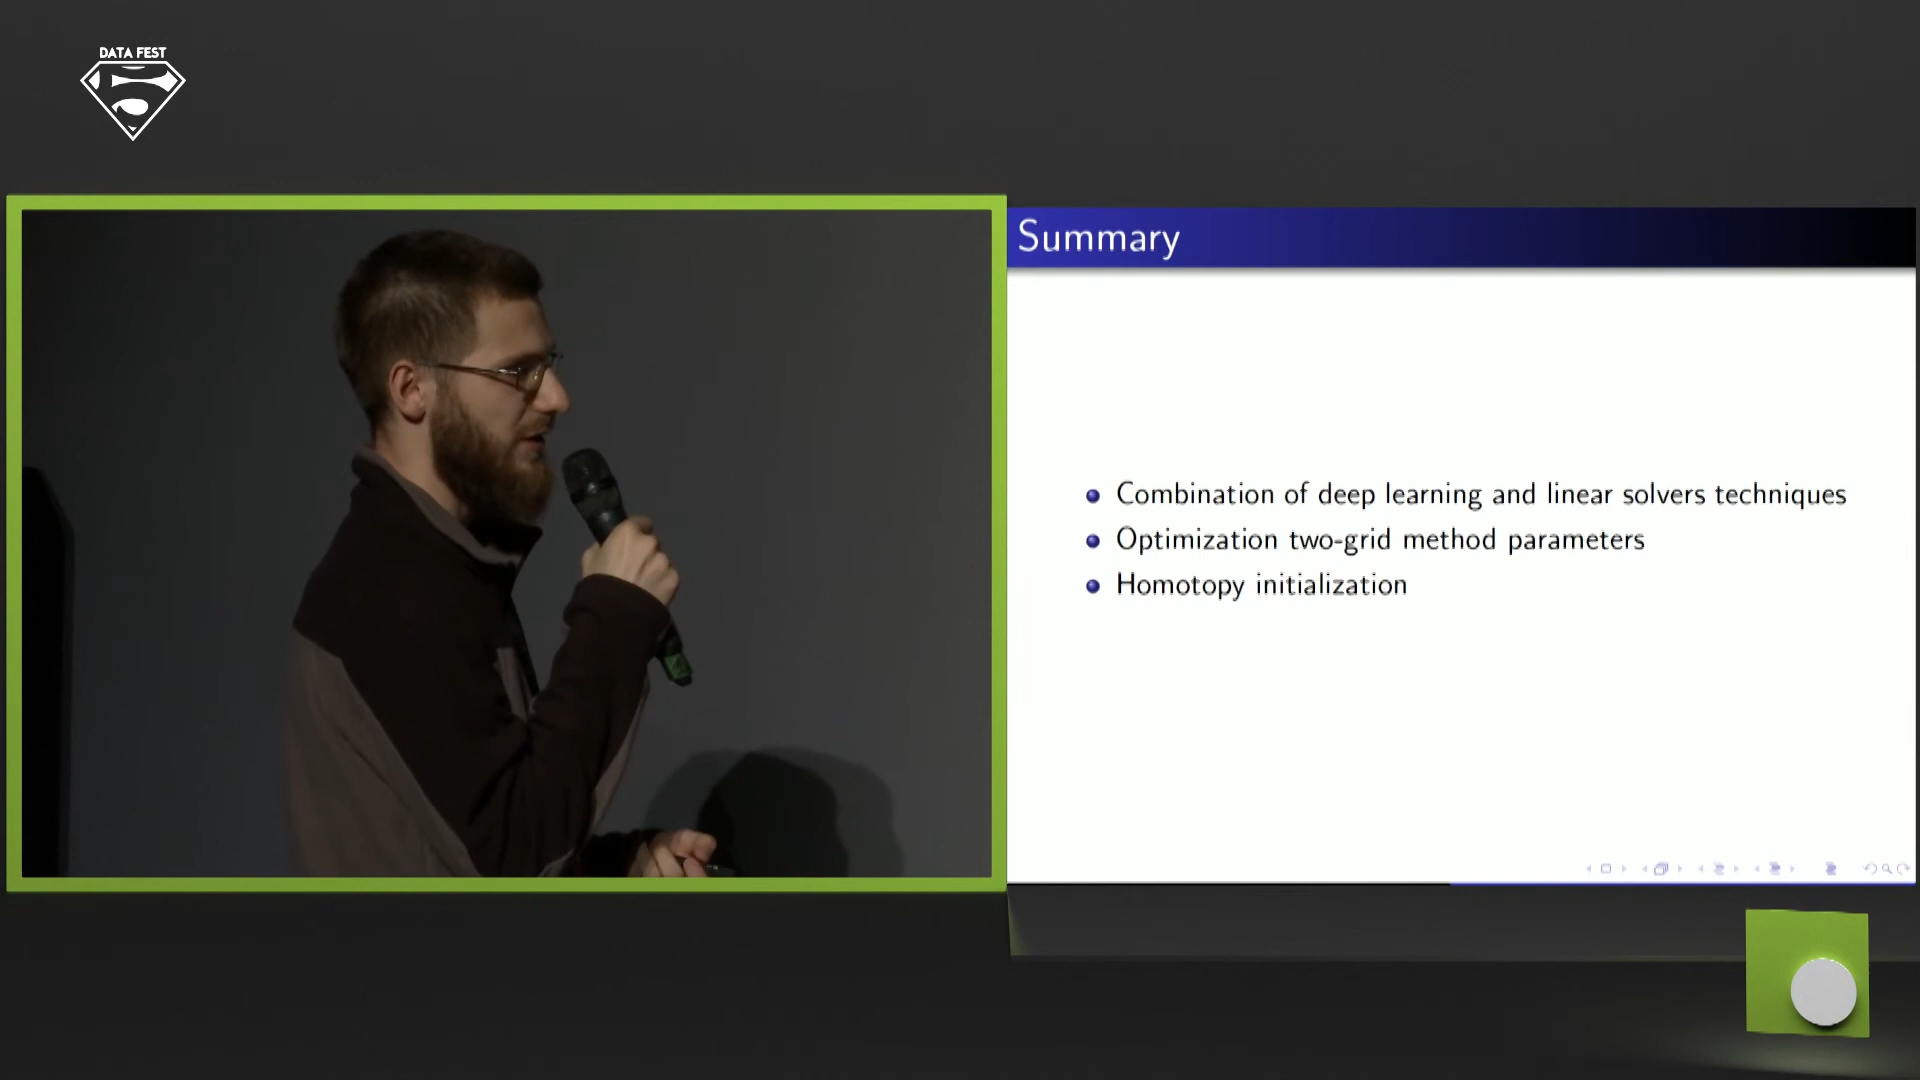 DATA FEST
Summary
Combination of deep learning and linear solvers techniques
Optimization two-grid method parameters
Homotopy initialization